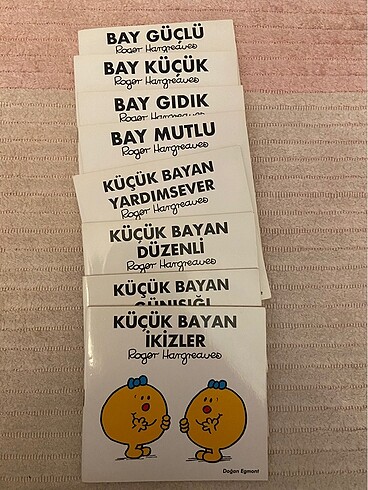 BAY GÜÇLÜ
Roger Hargreaves
BAY KÜÇÜK
Roger Hargreaves
BAY GIDIK
Roger Hargreaves
BAY MUTLU
Roger Hargreaves
KÜÇÜK BAYAN
YARDIMSEVER
Roger Hargreaves
KÜÇÜK BAYAN
DÜZENLİ
Roger Hargreaves
KÜÇÜK BAYAN
GÜNIŞIĞI
KÜÇÜK BAYAN
İKİZLER
Roger Hargreaves
Doğan Egmont